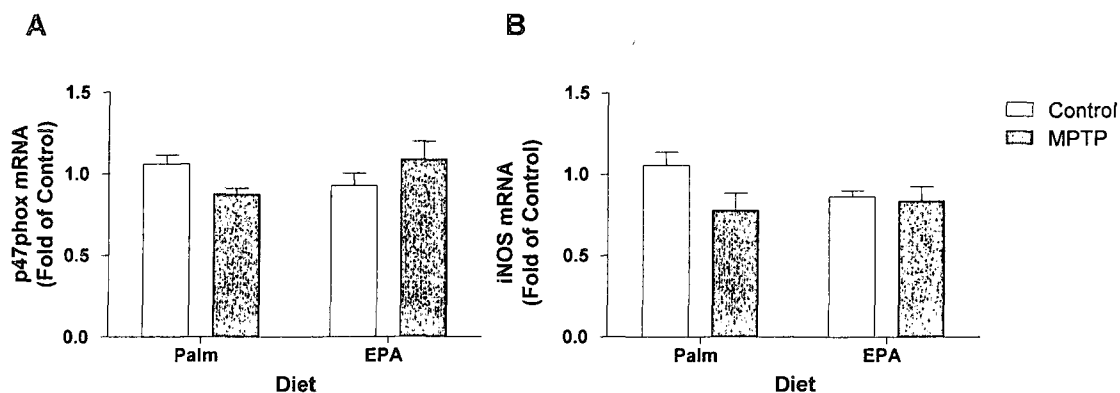 A
p47phox mRNA
(Fold of Control)
1.5
1.0
0.5
0.0
Palm
EPA
Diet
B
iNOS mRNA
(Fold of Control)
1.5
1.0
0.5
0.0
Palm
EPA
Diet
Control
MPTP